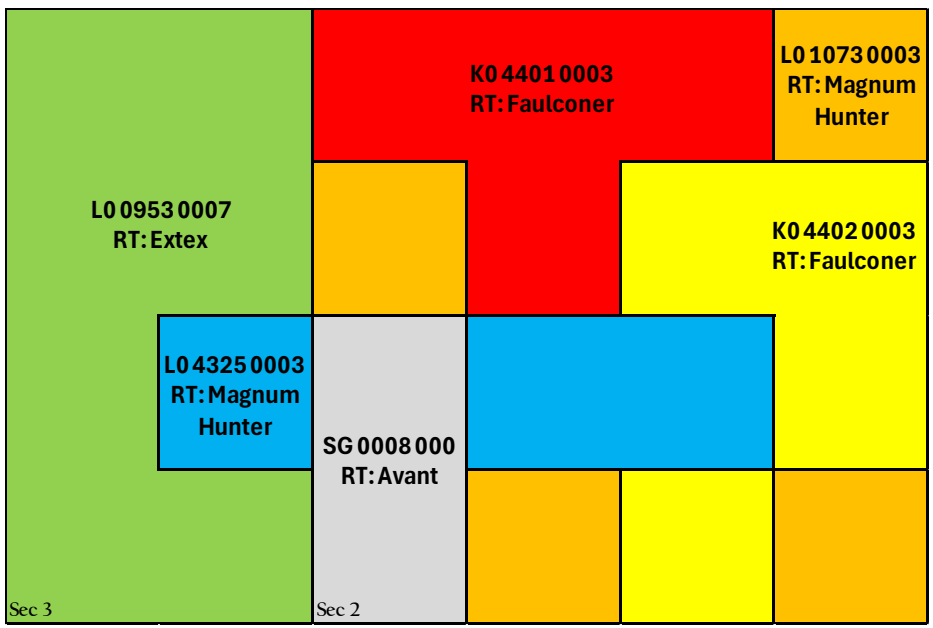 K0 4401 0003
RT: Faulconer
L0 1073 0003
RT: Magnum
Hunter
L0 0953 0007
RT: Extex
K0 4402 0003
RT: Faulconer
L0 4325 0003
RT: Magnum
Hunter
SG 0008 000
RT: Avant
Sec 3
Sec 2